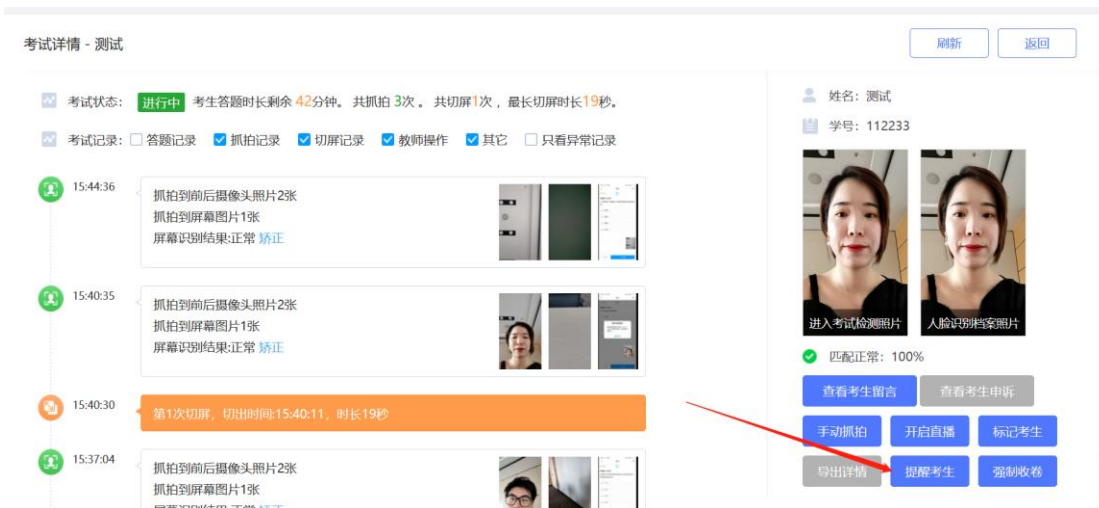 考试详情 - 测试
刷新
返回
考试状态: 进行中 考生答题时长剩余 42分钟。 共抓拍 3次 。 共切屏1次 ，最长切屏时长19秒。
考试记录: 答题记录 抓拍记录 切屏记录 教师操作 其它 只看异常记录
15:44:36
抓拍到前后摄像头照片2张
抓拍到屏幕图片1张
屏幕识别结果:正常 矫正
15:40:35
抓拍到前后摄像头照片2张
抓拍到屏幕图片1张
屏幕识别结果:正常 矫正
15:40:30
第1次切屏，切出时间:15:40:11，时长19秒
15:37:04
抓拍到前后摄像头照片2张
抓拍到屏幕图片1张
屏幕识别结果:正常 矫正
姓名: 测试
学号: 112233
进入考试检测照片
人脸识别档案照片
匹配正常: 100%
查看考生留言
查看考生申诉
手动抓拍
开启直播
标记考生
导出详情
提醒考生
强制收卷